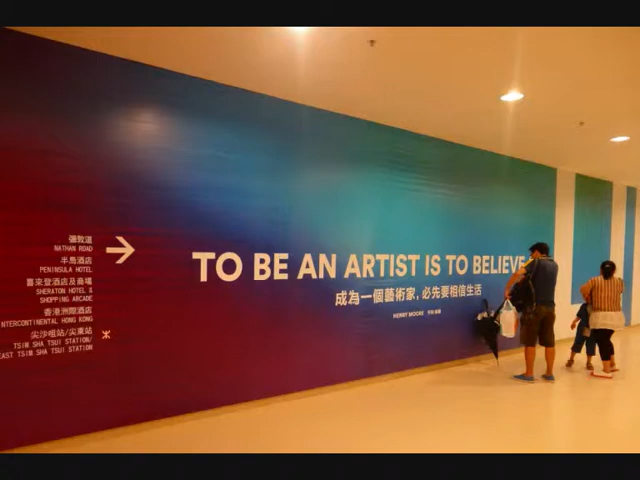 彌敦道
NATHAN ROAD
半島酒店
PENINSULA HOTEL
喜來登酒店及商場
SHERATON HOTEL &
SHOPPING ARCADE
香港洲際酒店
NTERCONTINENTAL HONG KONG
尖沙咀站/尖東站
TSIM SHA TSUI STATION/
EAST TSIM SHA TSUI STATION
TO BE AN ARTIST IS TO BELIEVE
成為一個藝術家，必先要相信生活
HENRY MOORE